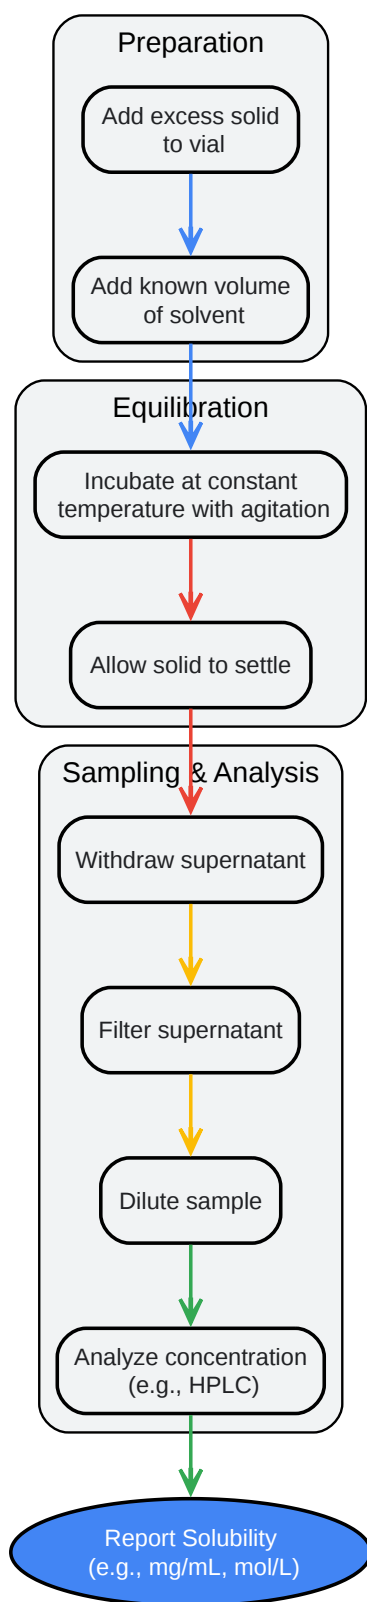 Preparation
Add excess solid
to vial
Add known volume
of solvent
Equilibration
Incubate at constant
temperature with agitation
Allow solid to settle
Sampling & Analysis
Withdraw supernatant
Filter supernatant
Dilute sample
Analyze concentration
(e.g., HPLC)
Report Solubility
(e.g., mg/mL, mol/L)